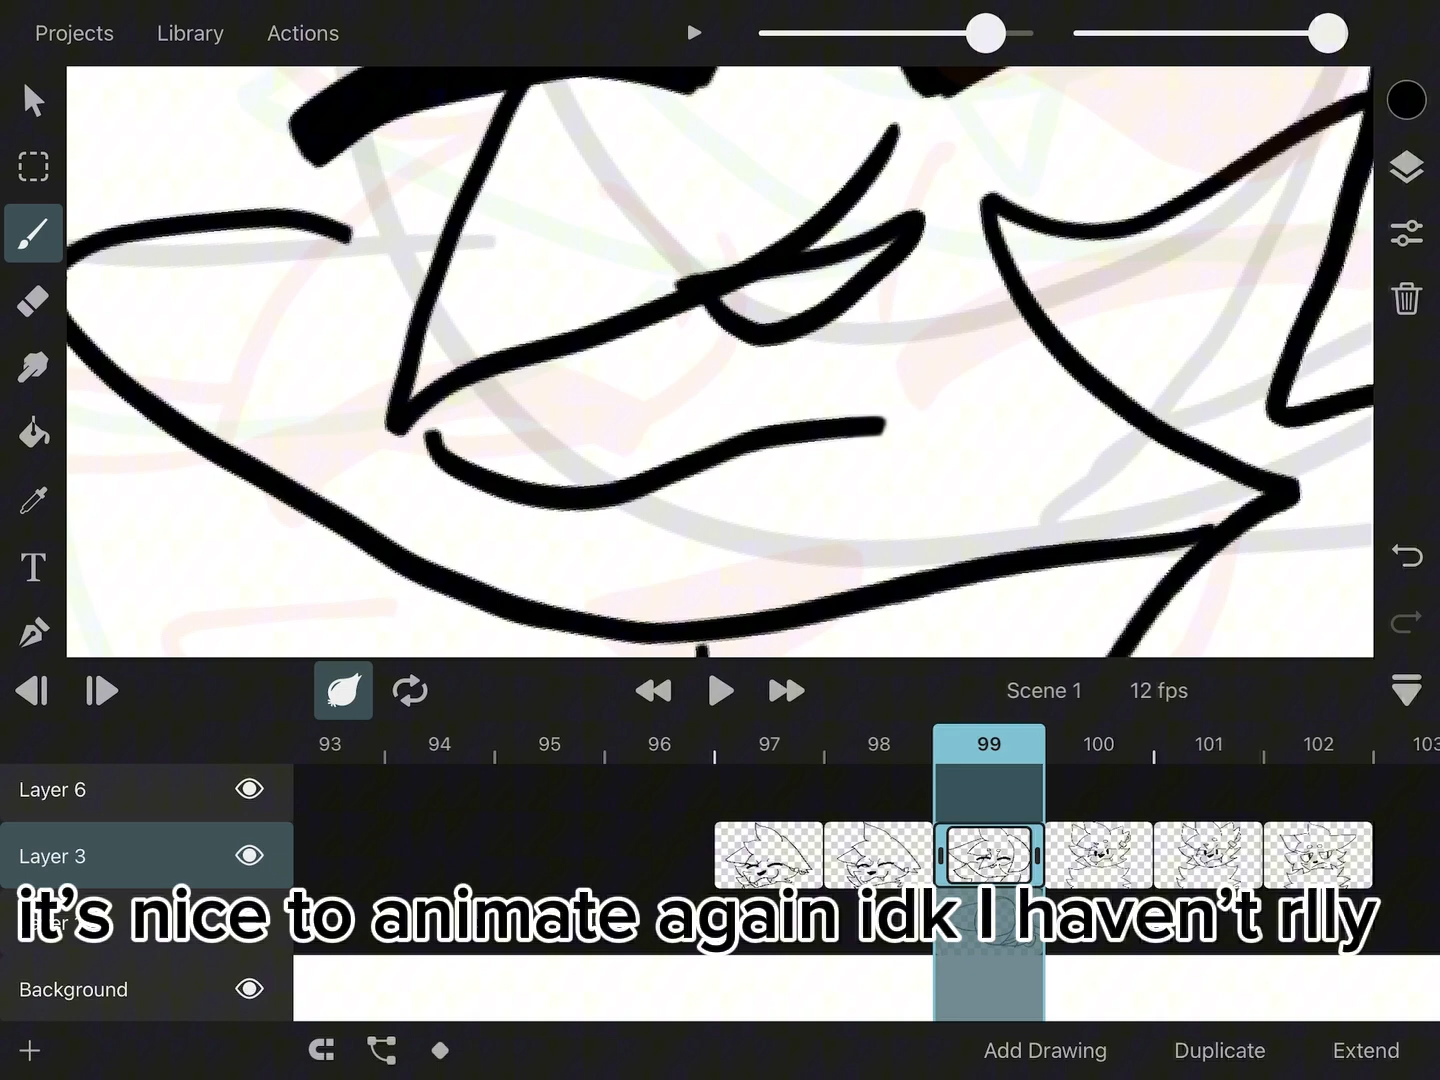 Projects Library Actions
T
Scene 1 12 fps
93 94 95 96 97 98 99 100 101 102 103
Layer 6
Layer 3
it's nice to animate again idk I haven't rlly
Background
Add Drawing Duplicate Extend